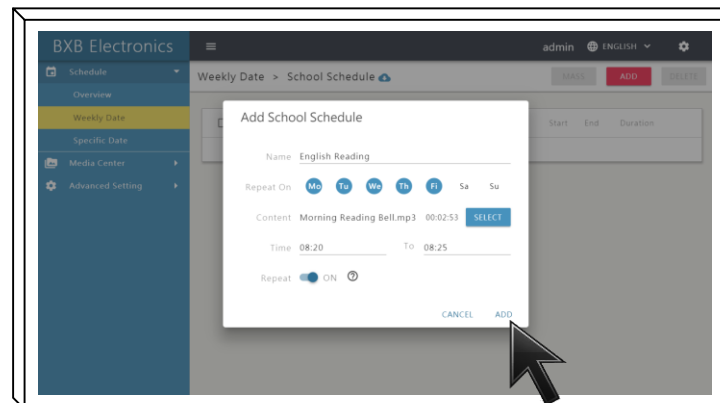 BXB Electronics
admin ENGLISH
Schedule
Weekly Date > School Schedule
MASS ADD DELETE
Overview
Weekly Date
Start End Duration
Specific Date
Media Center
Advanced Setting
Add School Schedule
Name English Reading
Repeat On Mo Tu We Th Fi Sa Su
Content Morning Reading Bell.mp3 00:02:53 SELECT
Time 08:20 To 08:25
Repeat ON ?
CANCEL ADD